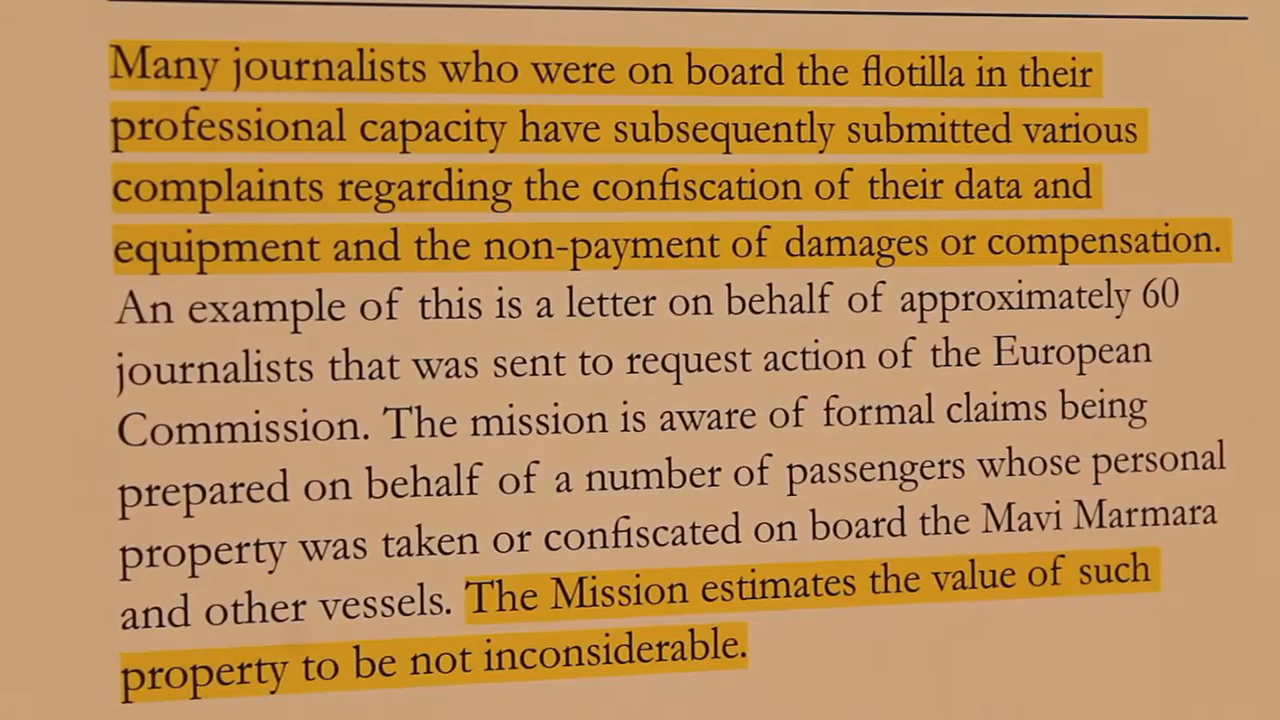 Many journalists who were on board the flotilla in their
professional capacity have subsequently submitted various
complaints regarding the confiscation of their data and
equipment and the non-payment of damages or compensation.
An example of this is a letter on behalf of approximately 60
journalists that was sent to request action of the European
Commission. The mission is aware of formal claims being
prepared on behalf of a number of passengers whose personal
property was taken or confiscated on board the Mavi Marmara
and other vessels. The Mission estimates the value of such
property to be not inconsiderable.